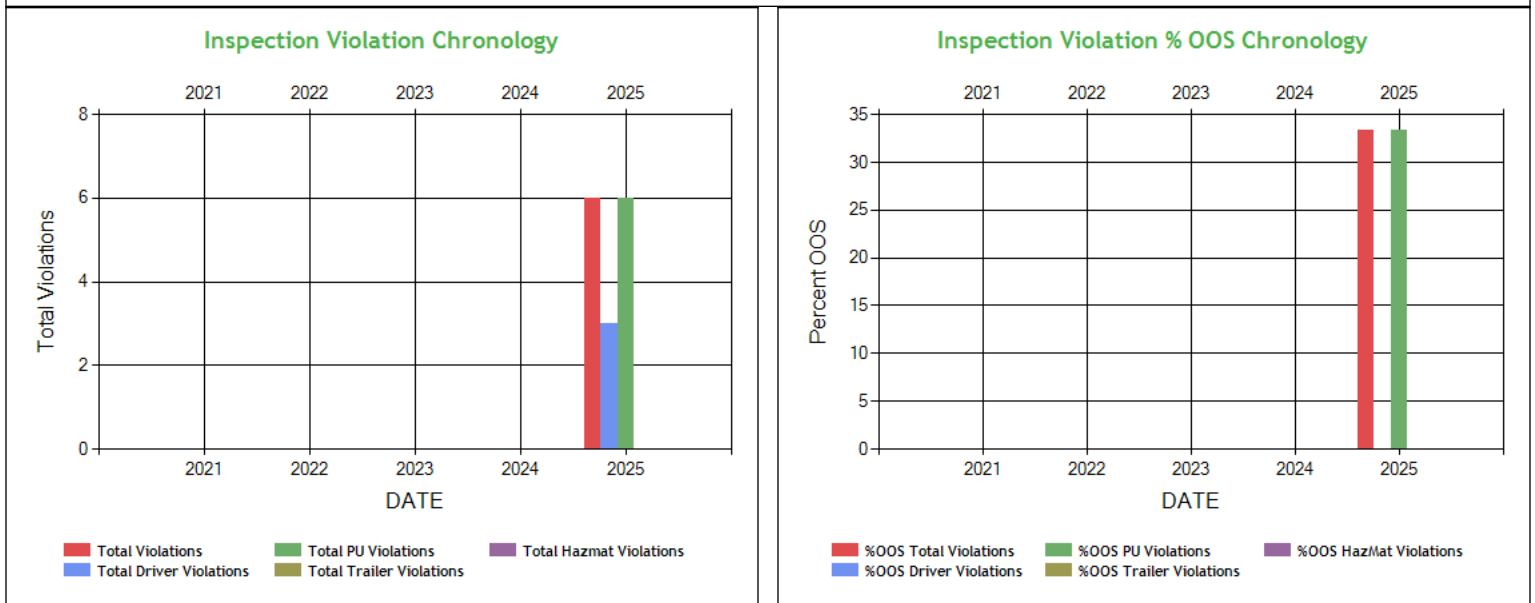 Inspection Violation Chronology
2021 2022 2023 2024 2025
8
6
4
2
0
Total Violations
2021 2022 2023 2024 2025
DATE
Total Violations Total PU Violations Total Hazmat Violations
Total Driver Violations Total Trailer Violations
Inspection Violation % OOS Chronology
2021 2022 2023 2024 2025
35
30
25
20
15
10
5
0
Percent OOS
2021 2022 2023 2024 2025
DATE
%OOS Total Violations %OOS PU Violations %OOS HazMat Violations
%OOS Driver Violations %OOS Trailer Violations